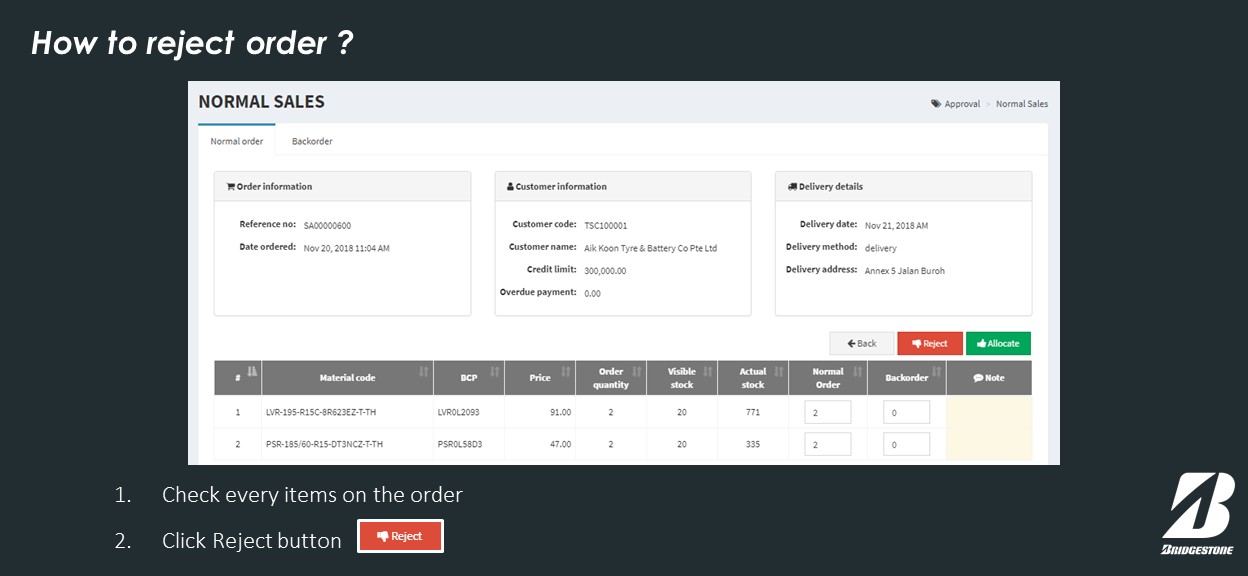 How to reject order ?
NORMAL SALES
Approval > Normal Sales
Normal order Backorder
Order information
Reference no: SA00000600
Date ordered: Nov 20, 2018 11:04 AM
Customer information
Customer code: TSC100001
Customer name: Aik Koon Tyre & Battery Co Pte Ltd
Credit limit: 300,000.00
Overdue payment: 0.00
Delivery details
Delivery date: Nov 21, 2018 AM
Delivery method: delivery
Delivery address: Annex 5 Jalan Buroh
Back Reject Allocate
# Material code BCP Price Order quantity Visible stock Actual stock Normal Order Backorder Note
1 LVR-195-R15C-8R623EZ-T-TH LVR0L2093 91.00 2 20 771 2 0
2 PSR-185/60-R15-DT3NCZ-T-TH PSR0L58D3 47.00 2 20 335 2 0
1. Check every items on the order
2. Click Reject button Reject
B
BRIDGESTONE